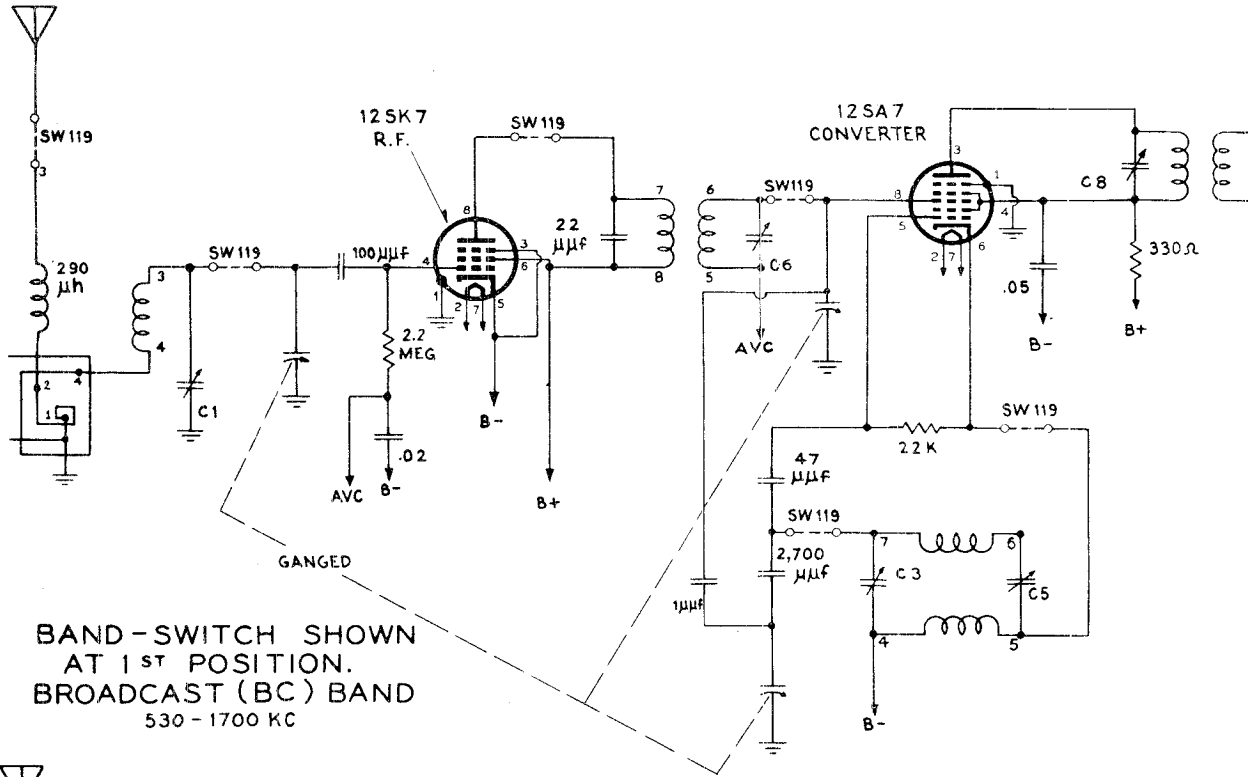 SW119
3
290
µh
2
4
1
3
4
SW119
C1
100µµf
2.2
MEG
AVC
.02
B-
12SK7
R.F.
8
4
1
2
7
5
3
6
SW119
B-
B+
22
µµf
7
8
6
5
SW119
C6
AVC
12SA7
CONVERTER
3
8
5
1
4
2
7
6
C8
.05
B-
330Ω
B+
22K
SW119
47
µµf
SW119
2,700
µµf
1µµf
7
6
C3
C5
4
5
B-
GANGED
BAND-SWITCH SHOWN
AT 1ST POSITION.
BROADCAST (BC) BAND
530-1700 KC